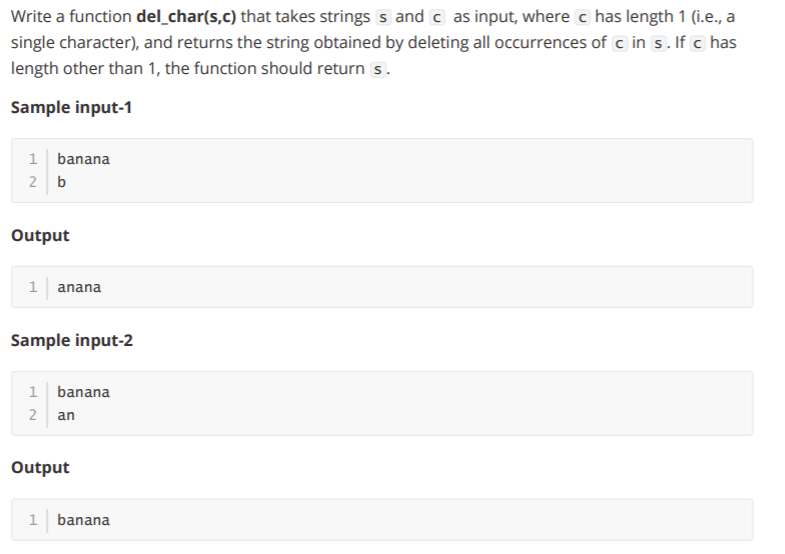 Write a function del_char(s,c) that takes strings s and c as input, where c has length 1 (i.e., a
single character), and returns the string obtained by deleting all occurrences of c in s. If c has
length other than 1, the function should return s.
Sample input-1
1 banana
2 b
Output
1 anana
Sample input-2
1 banana
2 an
Output
1 banana